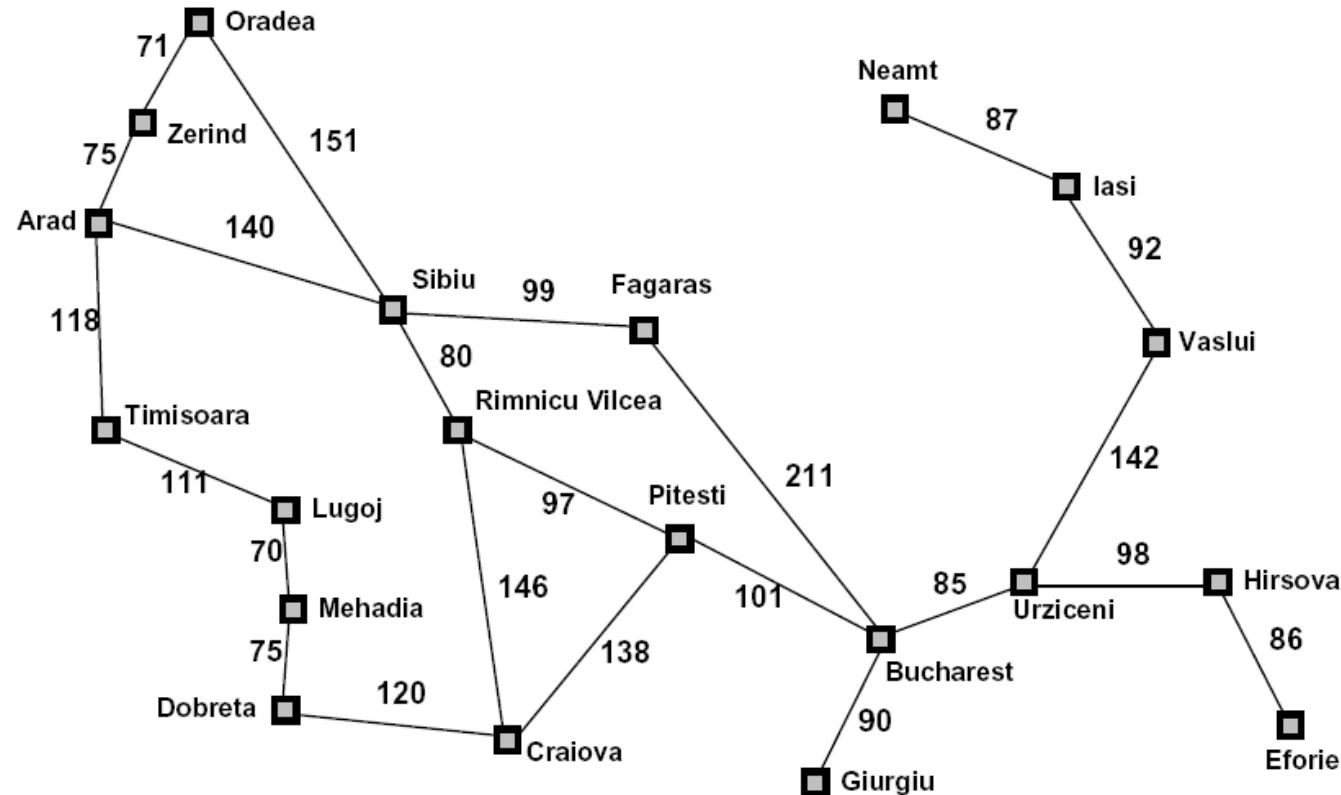 Oradea
71
Neamt
87
Zerind
151
75
Iasi
Arad
140
92
Sibiu
99
Fagaras
118
Vaslui
80
Rimnicu Vilcea
Timisoara
211
142
111
Lugoj
97
Pitesti
70
146
101
85
98
Hirsova
Mehadia
Urziceni
75
138
86
Bucharest
Dobreta
120
90
Craiova
Eforie
Giurgiu